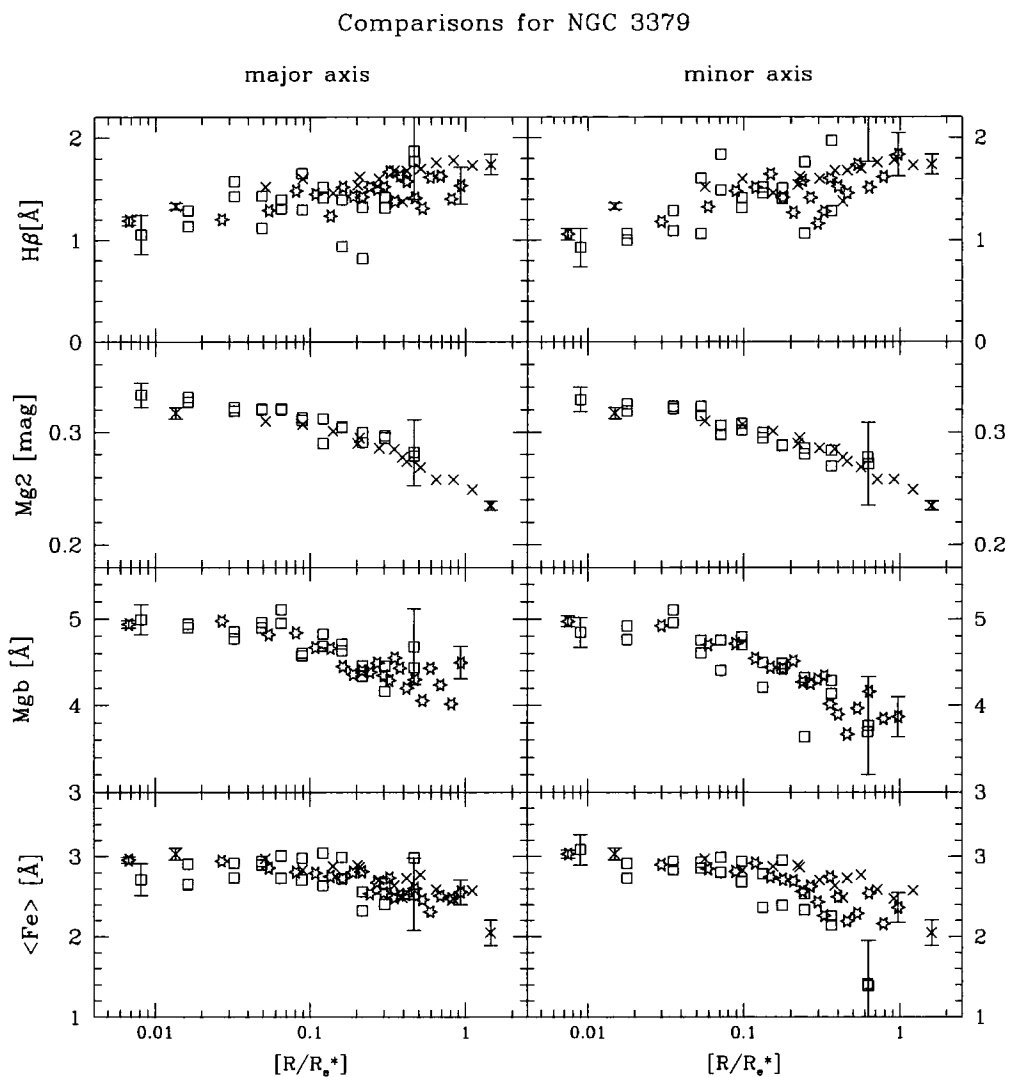 Comparisons for NGC 3379
major axis minor axis
2 2
Hβ[Å]
1 1
0 0
Mg2 [mag]
0.3 0.3
0.2 0.2
Mgb [Å]
5 5
4 4
3 3
<Fe> [Å]
3 3
2 2
1 1
0.01 0.1 1 0.01 0.1 1
[R/Rₑ*] [R/Rₑ*]